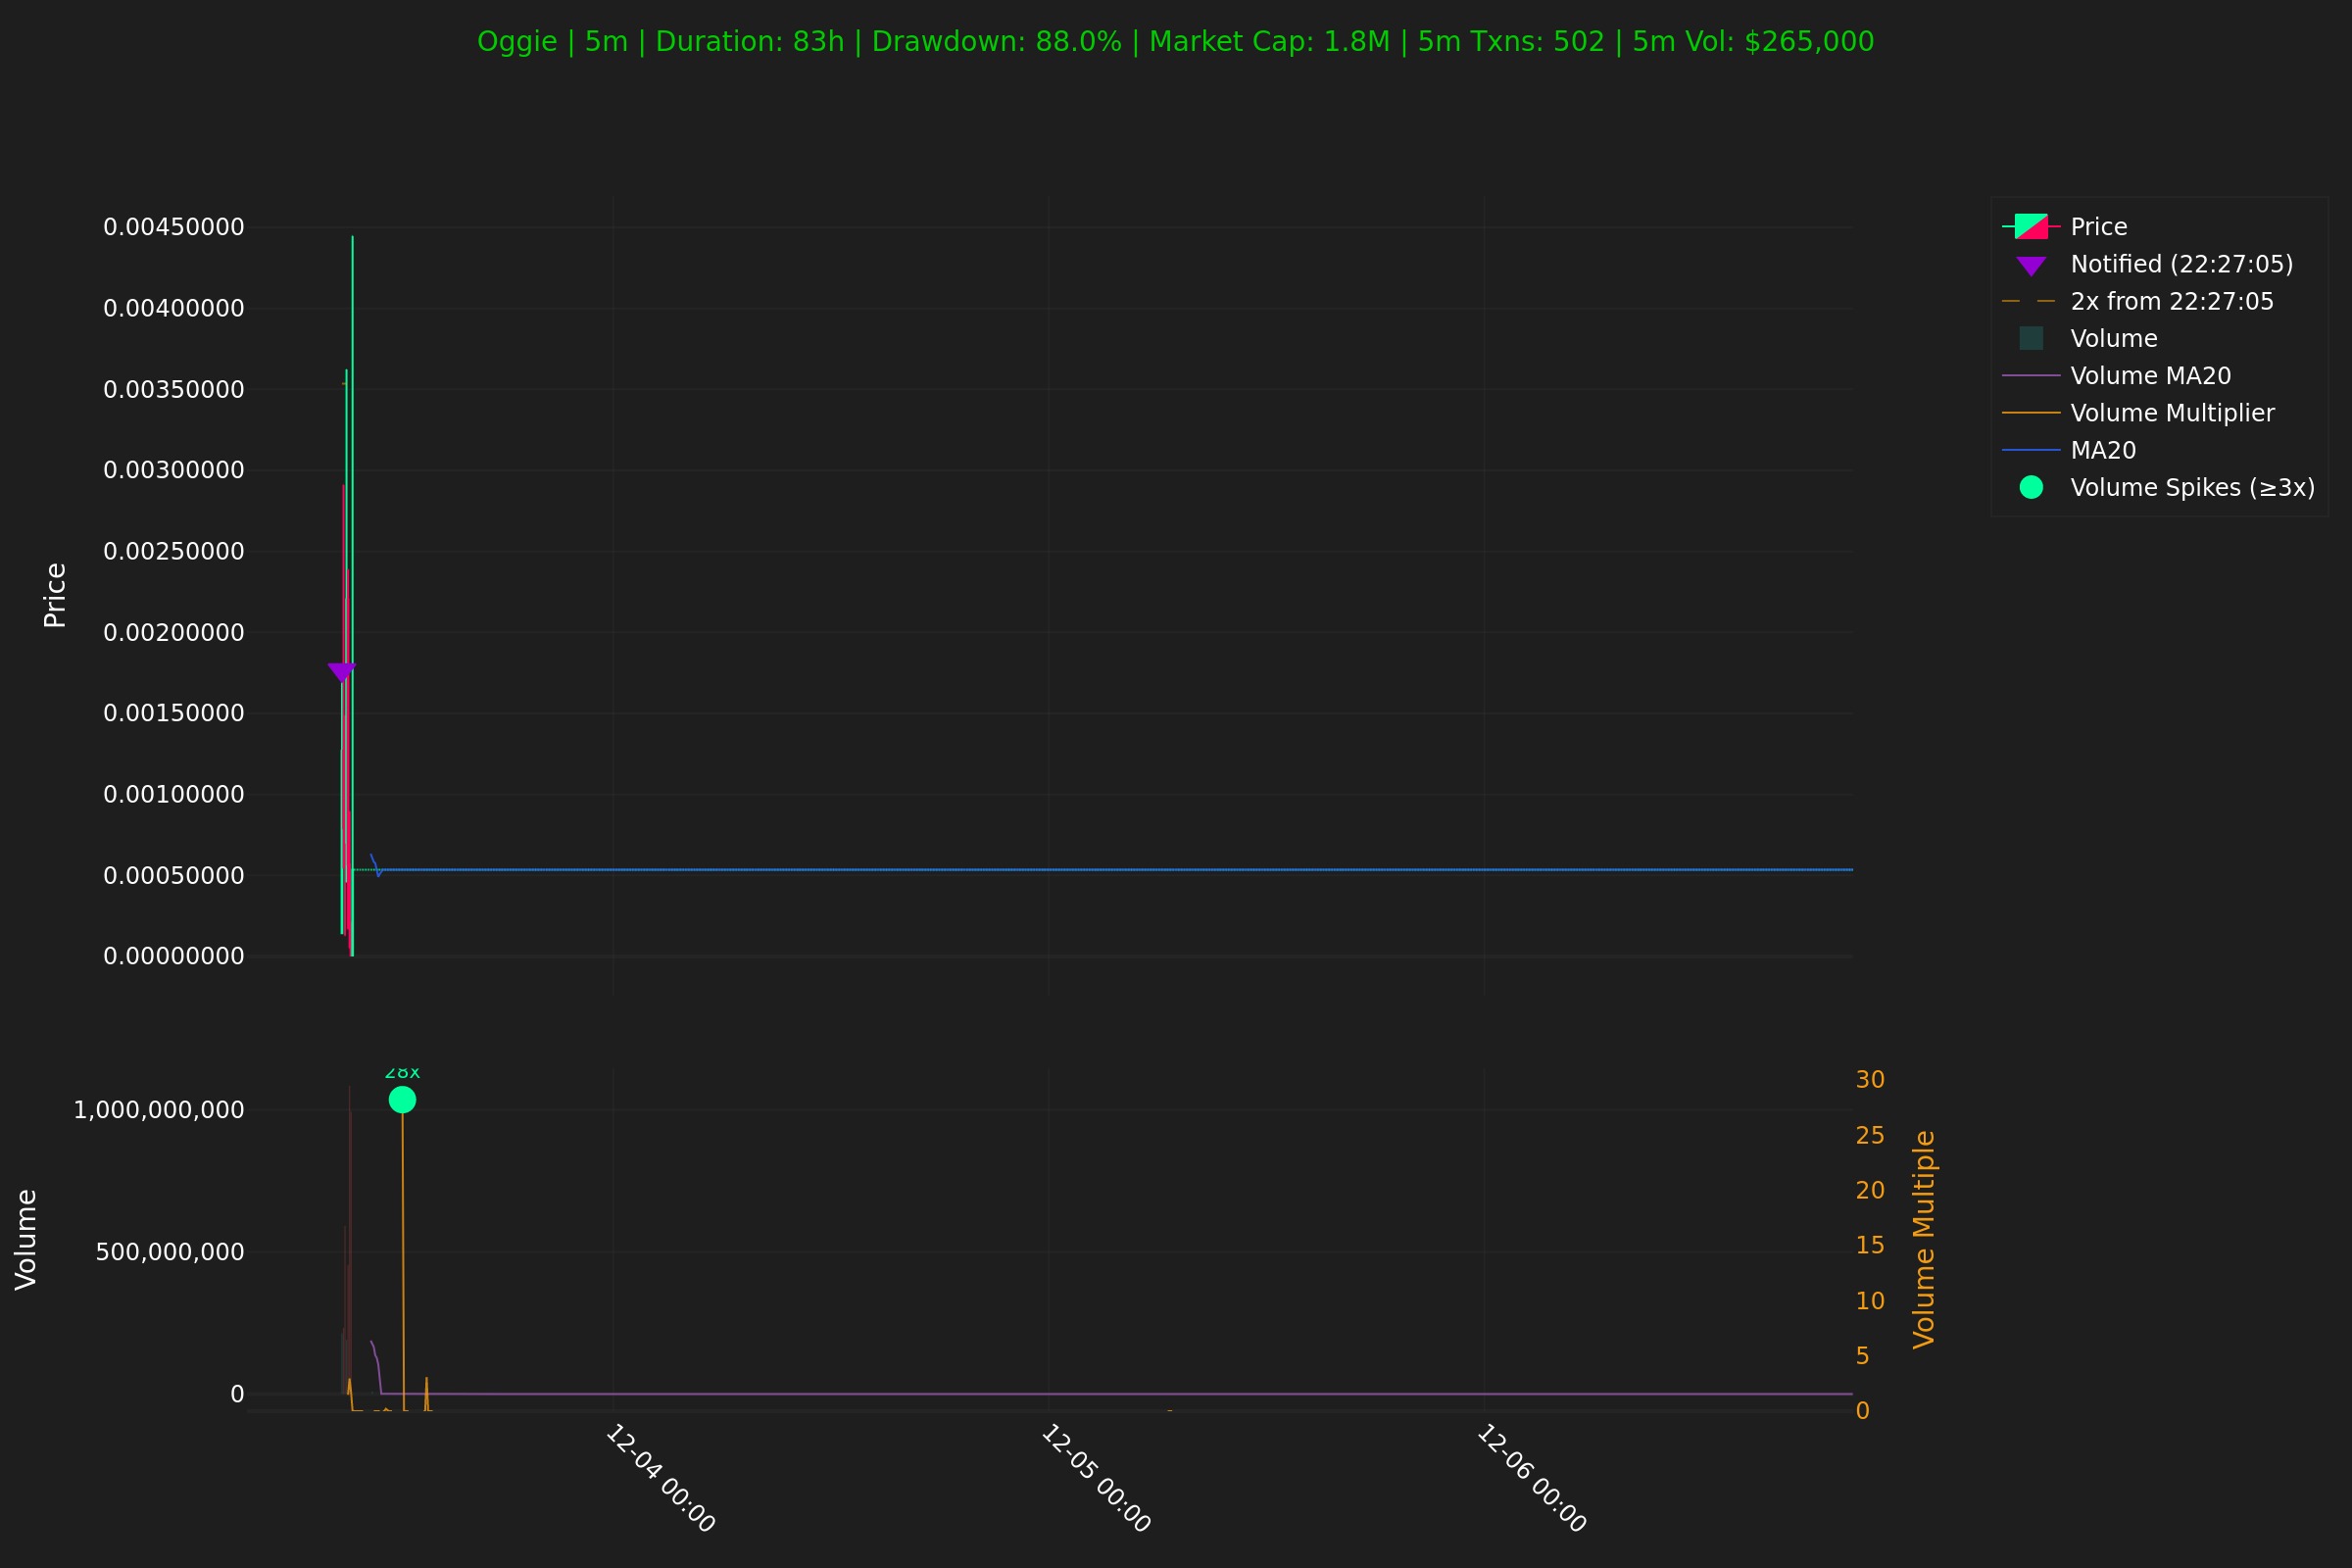 Oggie | 5m | Duration: 83h | Drawdown: 88.0% | Market Cap: 1.8M | 5m Txns: 502 | 5m Vol: $265,000
Price
0.00450000
0.00400000
0.00350000
0.00300000
0.00250000
0.00200000
0.00150000
0.00100000
0.00050000
0.00000000
Price
Notified (22:27:05)
2x from 22:27:05
Volume
Volume MA20
Volume Multiplier
MA20
Volume Spikes (≥3x)
Volume
1,000,000,000
500,000,000
0
28x
30
25
20
15
10
5
0
Volume Multiple
12-04 00:00
12-05 00:00
12-06 00:00